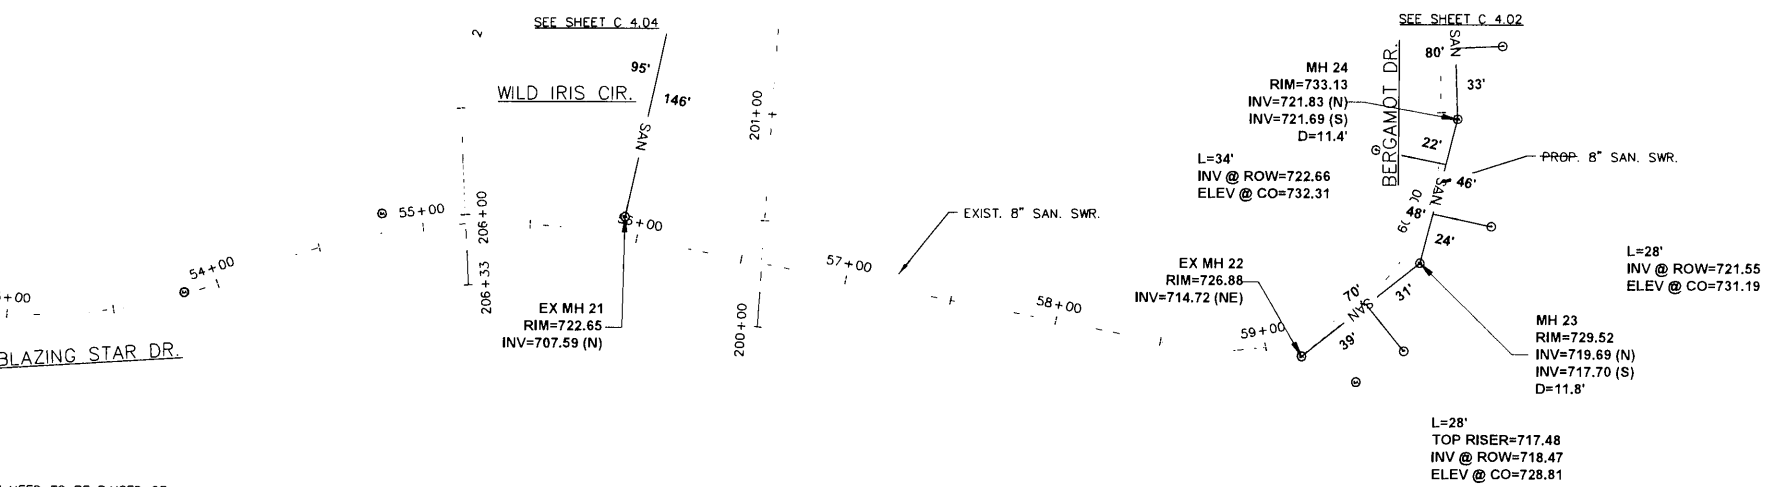 SEE SHEET C 4.04
2
95'
WILD IRIS CIR.
146'
SAN
201+00
55+00
206+00
206+33
54+00
+00
+00
EX MH 21
RIM=722.65
INV=707.59 (N)
BLAZING STAR DR.
200+00
EXIST. 8" SAN. SWR.
57+00
58+00
59+00
SEE SHEET C 4.02
SAN
80'
33'
BERGAMOT DR.
MH 24
RIM=733.13
INV=721.83 (N)
INV=721.69 (S)
D=11.4'
22'
L=34'
INV @ ROW=722.66
ELEV @ CO=732.31
PROP. 8" SAN. SWR.
46'
SAN
48'
24'
EX MH 22
RIM=726.88
INV=714.72 (NE)
70'
SAN
31'
39'
L=28'
INV @ ROW=721.55
ELEV @ CO=731.19
MH 23
RIM=729.52
INV=719.69 (N)
INV=717.70 (S)
D=11.8'
L=28'
TOP RISER=717.48
INV @ ROW=718.47
ELEV @ CO=728.81